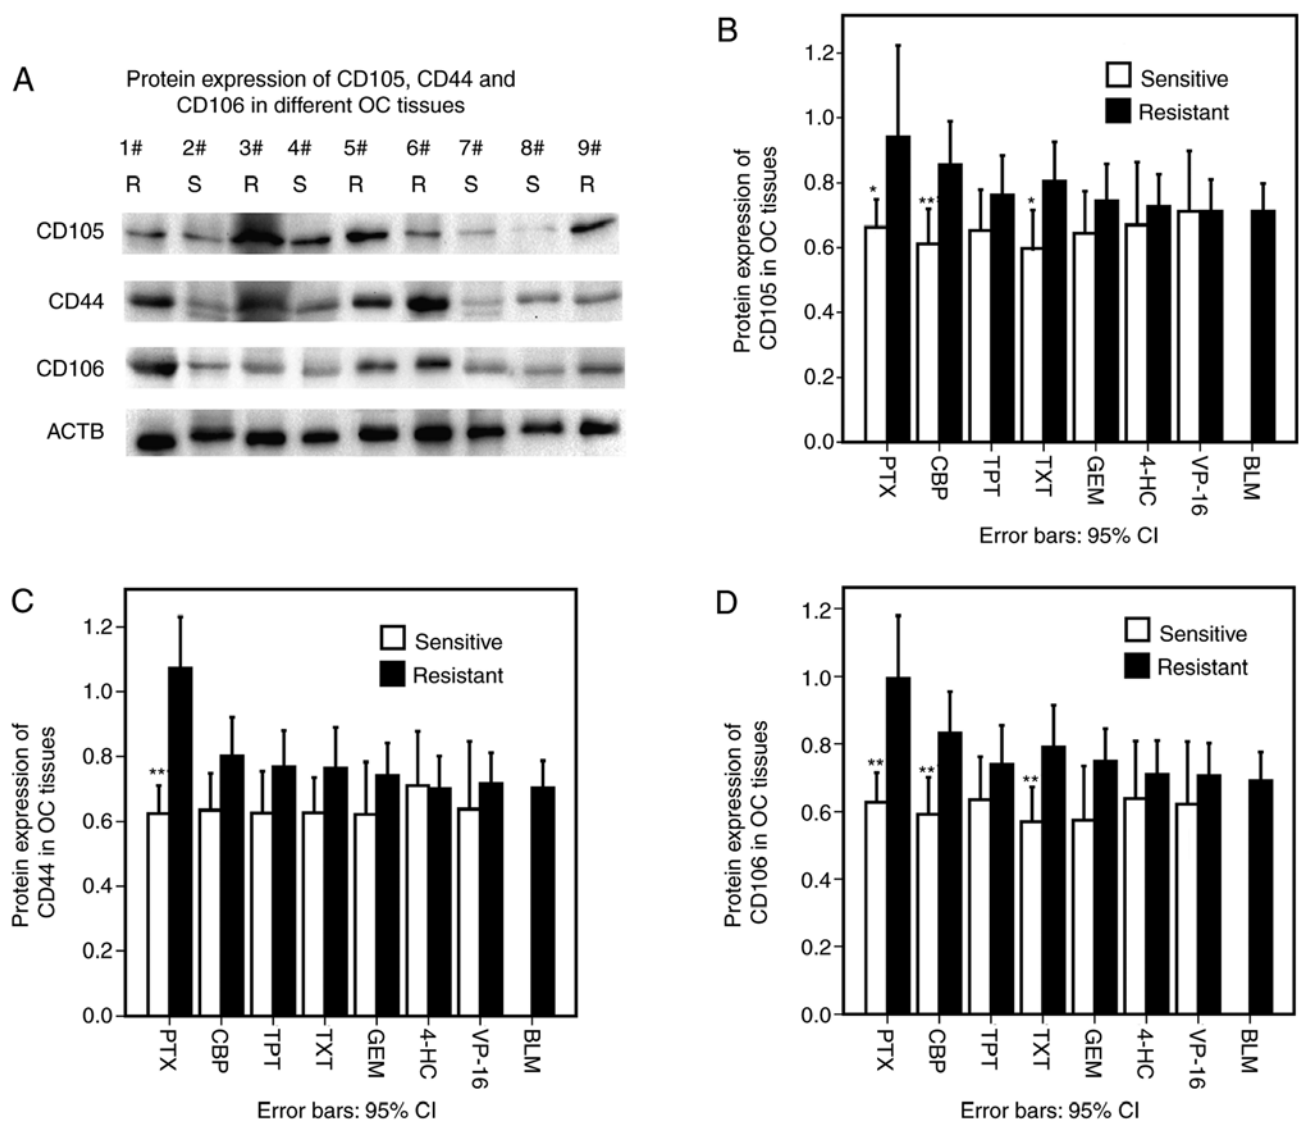 A
Protein expression of CD105, CD44 and
CD106 in different OC tissues
1# 2# 3# 4# 5# 6# 7# 8# 9#
R S R S R R S S R
CD105
CD44
CD106
ACTB
B
Protein expression of
CD105 in OC tissues
1.2
1.0
0.8
0.6
0.4
0.2
0.0
Sensitive
Resistant
* ** *
PTX CBP TPT TXT GEM 4-HC VP-16 BLM
Error bars: 95% CI
C
Protein expression of
CD44 in OC tissues
1.2
1.0
0.8
0.6
0.4
0.2
0.0
Sensitive
Resistant
**
PTX CBP TPT TXT GEM 4-HC VP-16 BLM
Error bars: 95% CI
D
Protein expression of
CD106 in OC tissues
1.2
1.0
0.8
0.6
0.4
0.2
0.0
Sensitive
Resistant
** ** **
PTX CBP TPT TXT GEM 4-HC VP-16 BLM
Error bars: 95% CI